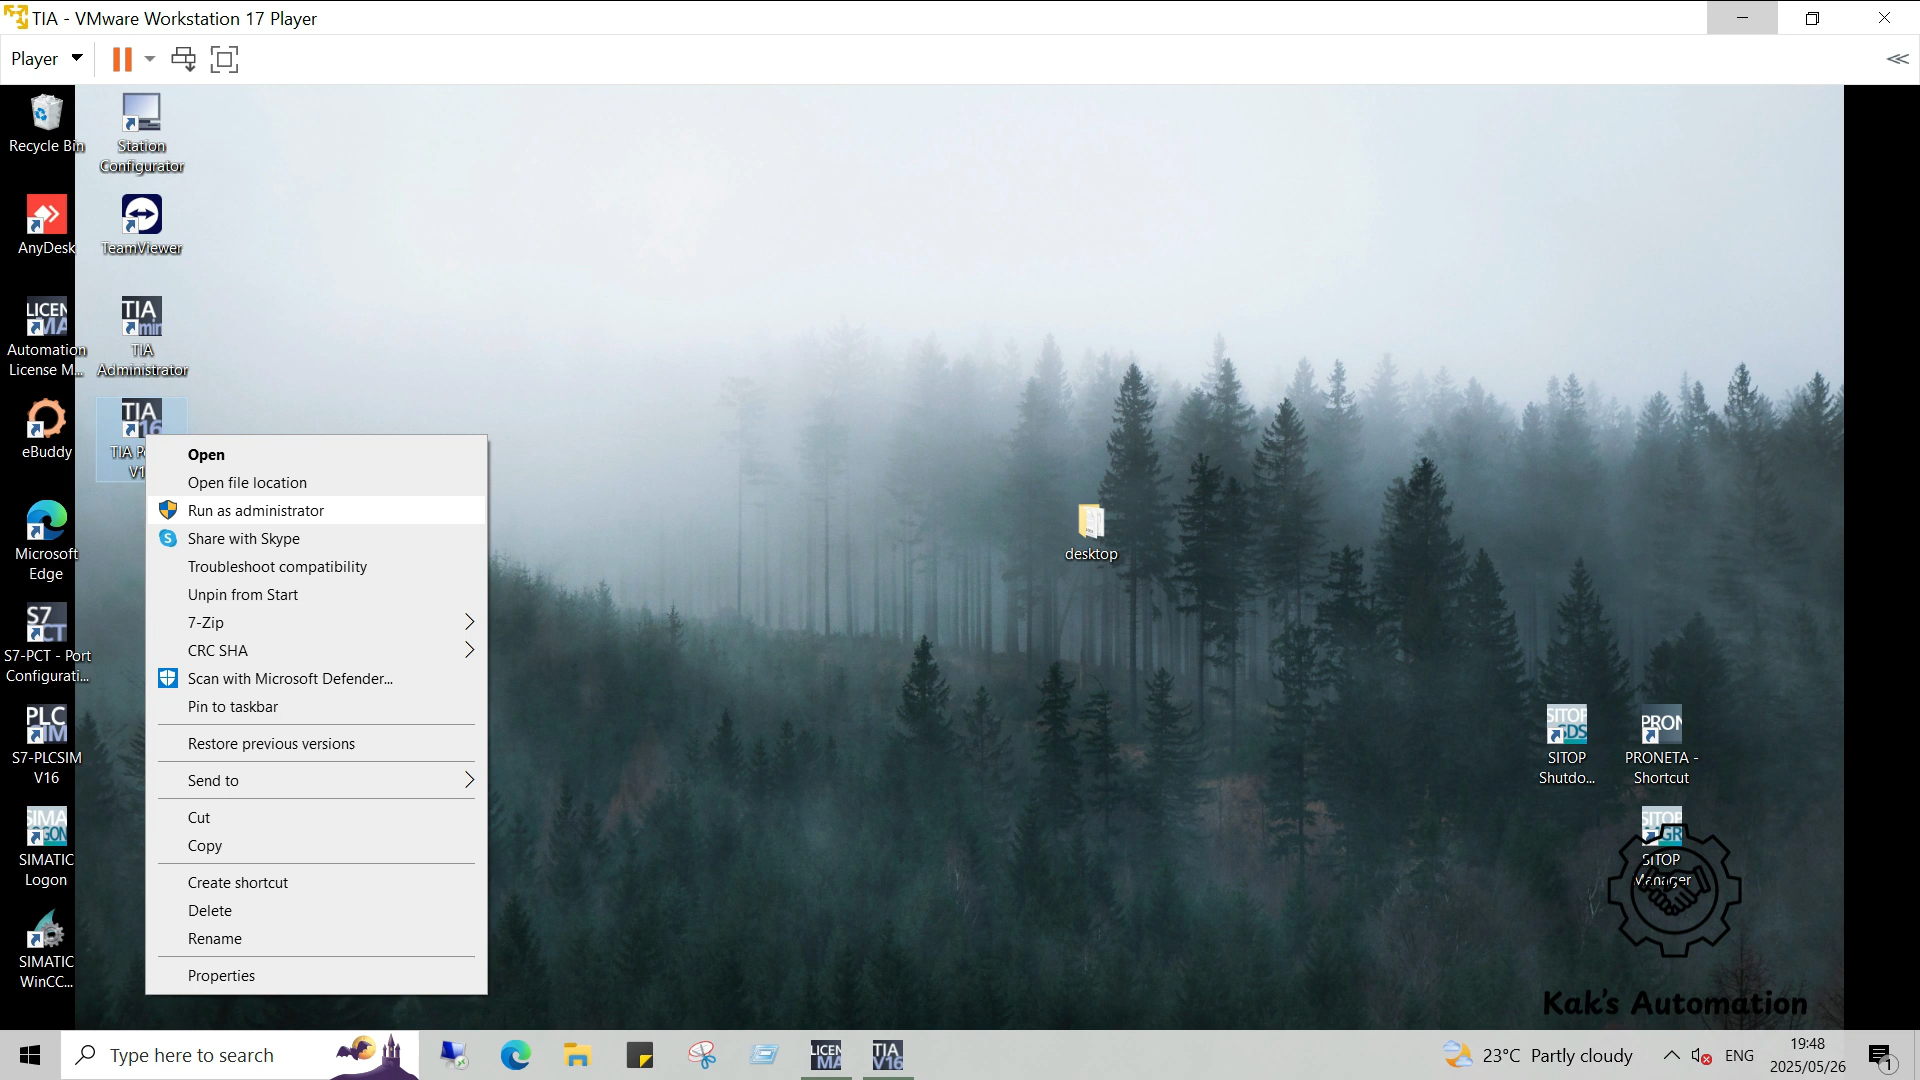 TIA - VMware Workstation 17 Player
Player
Recycle Bin
Station
Configurator
AnyDesk
TeamViewer
Automation
License M...
TIA
Administrator
eBuddy
Microsoft
Edge
S7-PCT - Port
Configurati...
S7-PLCSIM
V16
SIMATIC
Logon
SIMATIC
WinCC...
Open
Open file location
Run as administrator
Share with Skype
Troubleshoot compatibility
Unpin from Start
7-Zip
CRC SHA
Scan with Microsoft Defender...
Pin to taskbar
Restore previous versions
Send to
Cut
Copy
Create shortcut
Delete
Rename
Properties
desktop
SITOP
Shutdo...
PRONETA -
Shortcut
SITOP
Manager
Kak's Automation
Type here to search
TIA
V16
23°C Partly cloudy
ENG
19:48
2025/05/26
1